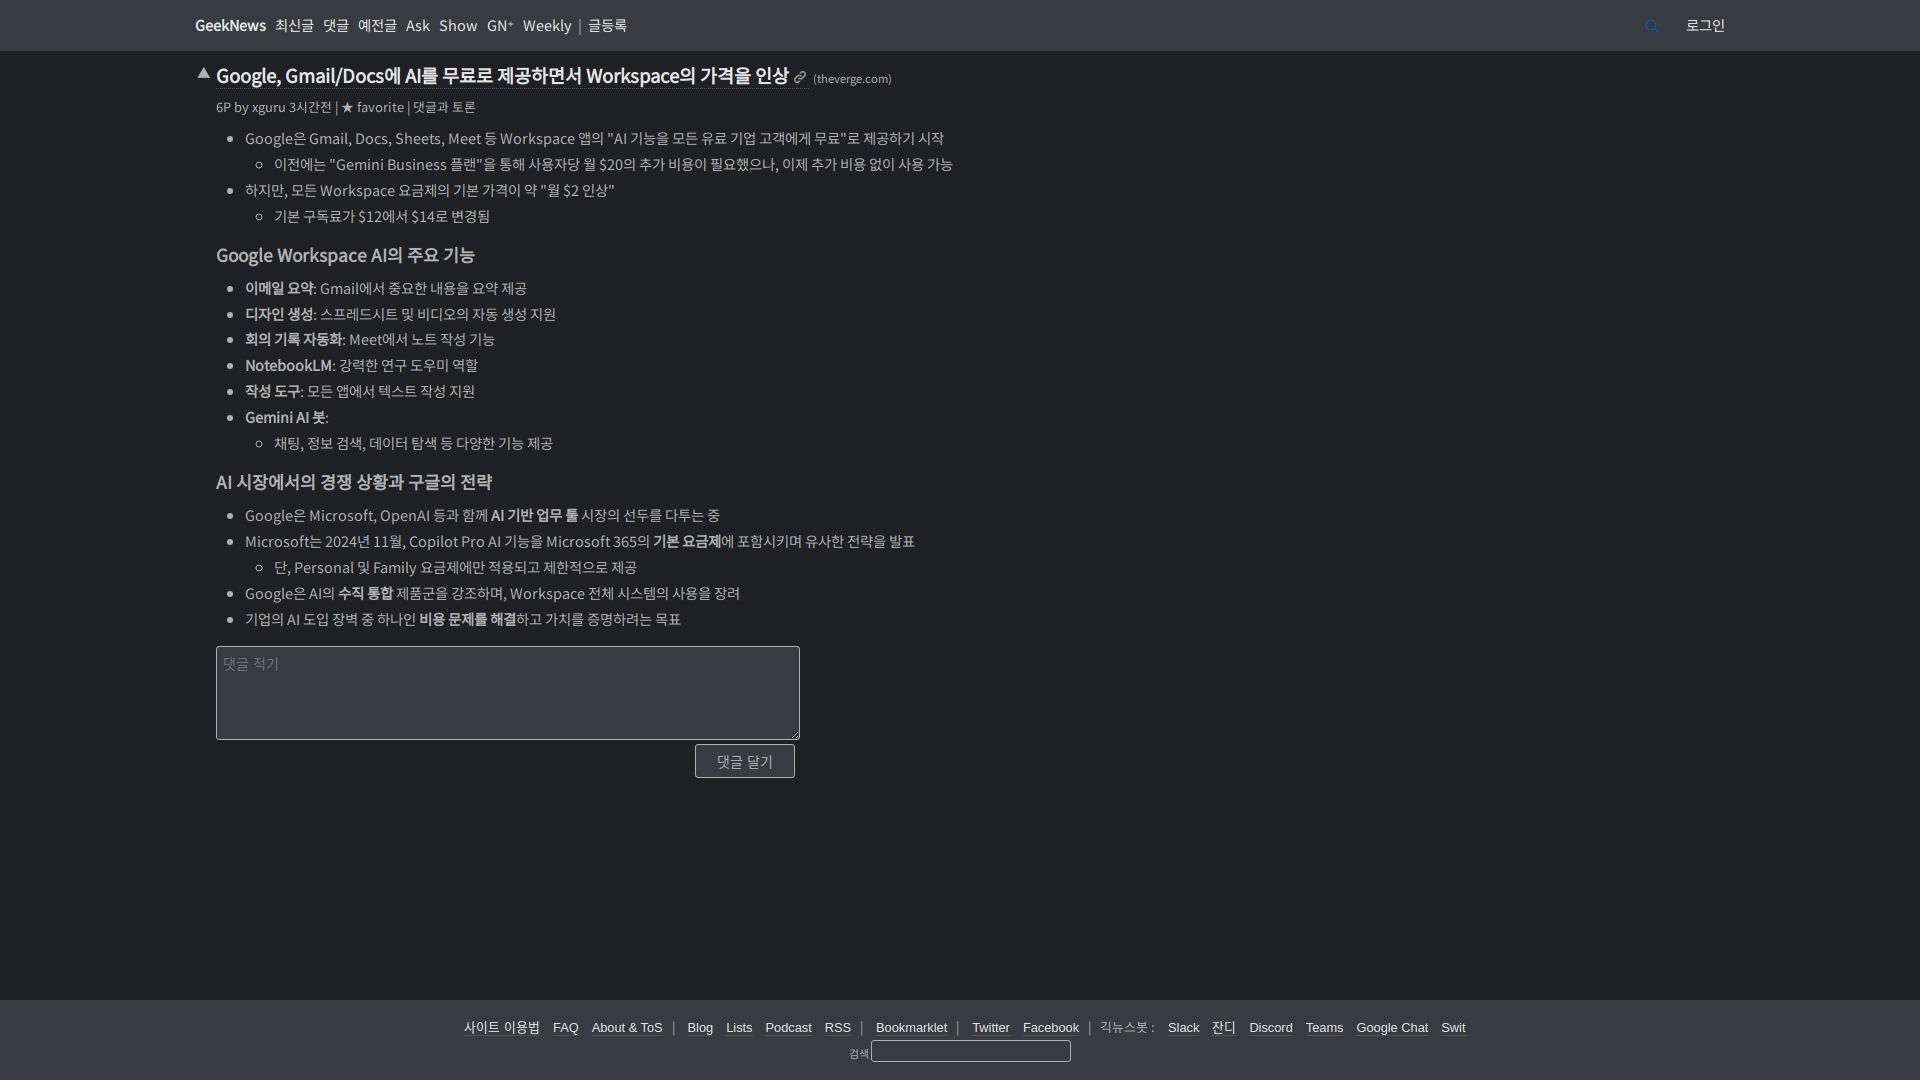 GeekNews 최신글 댓글 예전글 Ask Show GN⁺ Weekly | 글등록 로그인
▲ Google, Gmail/Docs에 AI를 무료로 제공하면서 Workspace의 가격을 인상 (theverge.com)
6P by xguru 3시간전 | ★ favorite | 댓글과 토론
Google은 Gmail, Docs, Sheets, Meet 등 Workspace 앱의 "AI 기능을 모든 유료 기업 고객에게 무료"로 제공하기 시작
이전에는 "Gemini Business 플랜"을 통해 사용자당 월 $20의 추가 비용이 필요했으나, 이제 추가 비용 없이 사용 가능
하지만, 모든 Workspace 요금제의 기본 가격이 약 "월 $2 인상"
기본 구독료가 $12에서 $14로 변경됨
Google Workspace AI의 주요 기능
이메일 요약: Gmail에서 중요한 내용을 요약 제공
디자인 생성: 스프레드시트 및 비디오의 자동 생성 지원
회의 기록 자동화: Meet에서 노트 작성 기능
NotebookLM: 강력한 연구 도우미 역할
작성 도구: 모든 앱에서 텍스트 작성 지원
Gemini AI 봇:
채팅, 정보 검색, 데이터 탐색 등 다양한 기능 제공
AI 시장에서의 경쟁 상황과 구글의 전략
Google은 Microsoft, OpenAI 등과 함께 AI 기반 업무 툴 시장의 선두를 다투는 중
Microsoft는 2024년 11월, Copilot Pro AI 기능을 Microsoft 365의 기본 요금제에 포함시키며 유사한 전략을 발표
단, Personal 및 Family 요금제에만 적용되고 제한적으로 제공
Google은 AI의 수직 통합 제품군을 강조하며, Workspace 전체 시스템의 사용을 장려
기업의 AI 도입 장벽 중 하나인 비용 문제를 해결하고 가치를 증명하려는 목표
댓글 적기
댓글 달기
사이트 이용법 FAQ About & ToS | Blog Lists Podcast RSS | Bookmarklet | Twitter Facebook | 긱뉴스봇 : Slack 잔디 Discord Teams Google Chat Swit
검색